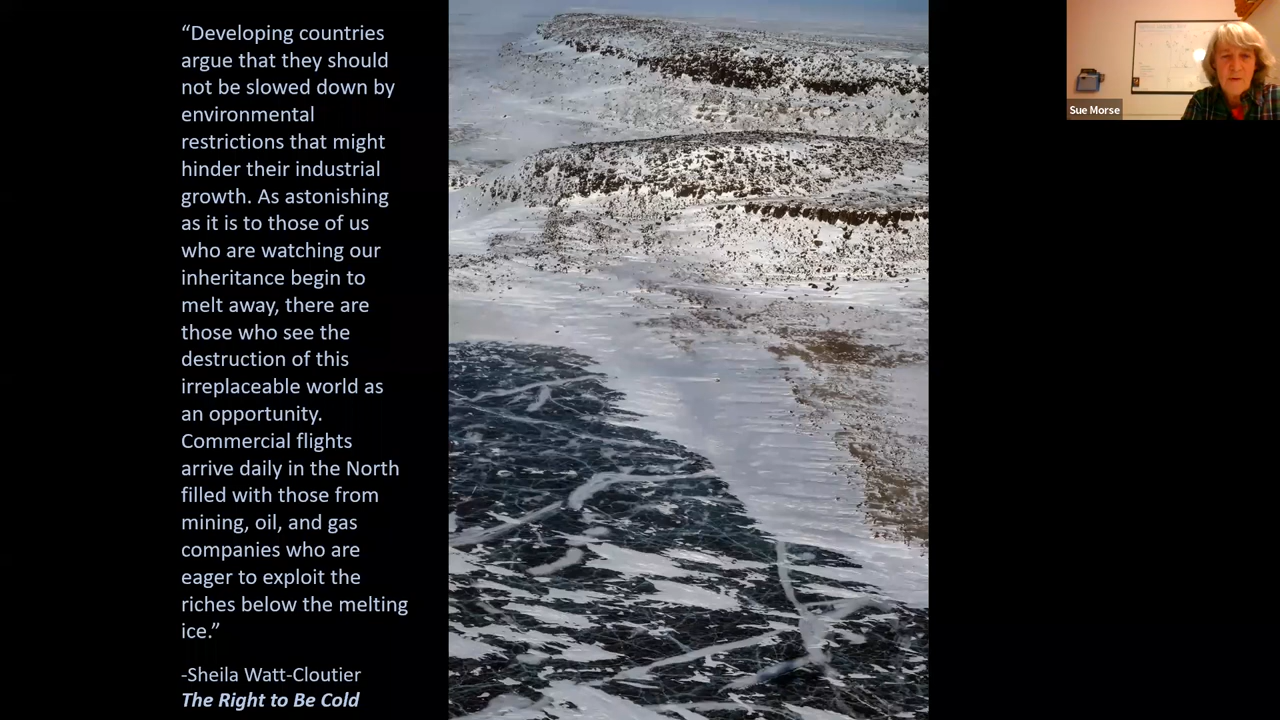 “Developing countries
argue that they should
not be slowed down by
environmental
restrictions that might
hinder their industrial
growth. As astonishing
as it is to those of us
who are watching our
inheritance begin to
melt away, there are
those who see the
destruction of this
irreplaceable world as
an opportunity.
Commercial flights
arrive daily in the North
filled with those from
mining, oil, and gas
companies who are
eager to exploit the
riches below the melting
ice.”
-Sheila Watt-Cloutier
The Right to Be Cold
Sue Morse